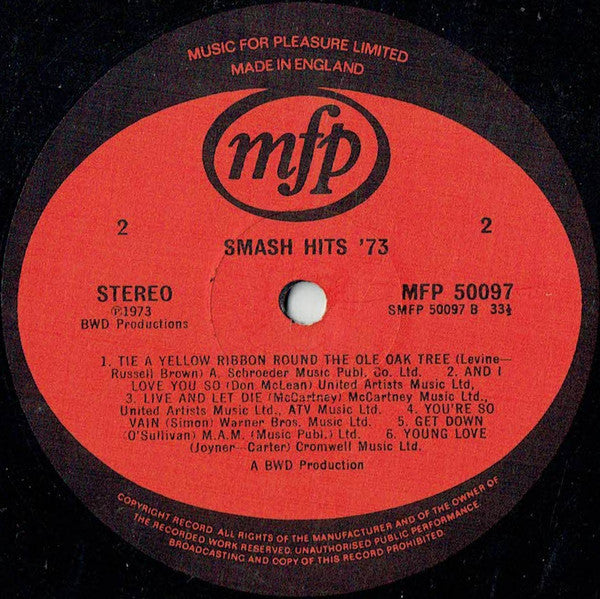 MUSIC FOR PLEASURE LIMITED
MADE IN ENGLAND
mfp
2
2
SMASH HITS '73
STEREO
℗1973
BWD Productions
MFP 50097
SMFP 50097 B 33⅓
1. TIE A YELLOW RIBBON ROUND THE OLE OAK TREE (Levine—
Russell Brown) A. Schroeder Music Publ. Co. Ltd. 2. AND I
LOVE YOU SO (Don McLean) United Artists Music Ltd,
3. LIVE AND LET DIE (McCartney) McCartney Music Ltd.,
United Artists Music Ltd., ATV Music Ltd. 4. YOU'RE SO
VAIN (Simon) Warner Bros. Music Ltd. 5. GET DOWN
(O'Sullivan) M.A.M. (Music Publ.) Ltd. 6. YOUNG LOVE
(Joyner—Carter) Cromwell Music Ltd.
A BWD Production
COPYRIGHT RECORD ALL RIGHTS OF THE MANUFACTURER AND OF THE OWNER OF
THE RECORDED WORK RESERVED. UNAUTHORISED PUBLIC PERFORMANCE.
BROADCASTING AND COPY OF THIS RECORD PROHIBITED.